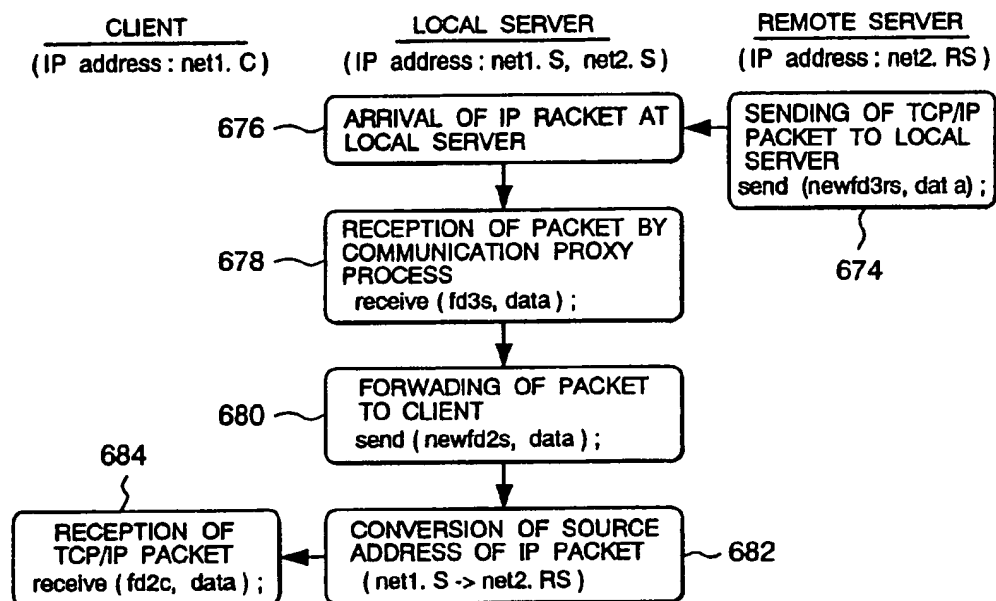 CLIENT
(IP address : net1. C)
LOCAL SERVER
(IP address : net1. S, net2. S)
REMOTE SERVER
(IP address : net2. RS)
676
ARRIVAL OF IP RACKET AT
LOCAL SERVER
SENDING OF TCP/IP
PACKET TO LOCAL
SERVER
send (newfd3rs, dat a) ;
674
678
RECEPTION OF PACKET BY
COMMUNICATION PROXY
PROCESS
receive ( fd3s, data ) ;
680
FORWADING OF PACKET
TO CLIENT
send ( newfd2s, data ) ;
684
RECEPTION OF
TCP/IP PACKET
receive ( fd2c, data ) ;
CONVERSION OF SOURCE
ADDRESS OF IP PACKET
( net1. S -> net2. RS )
682